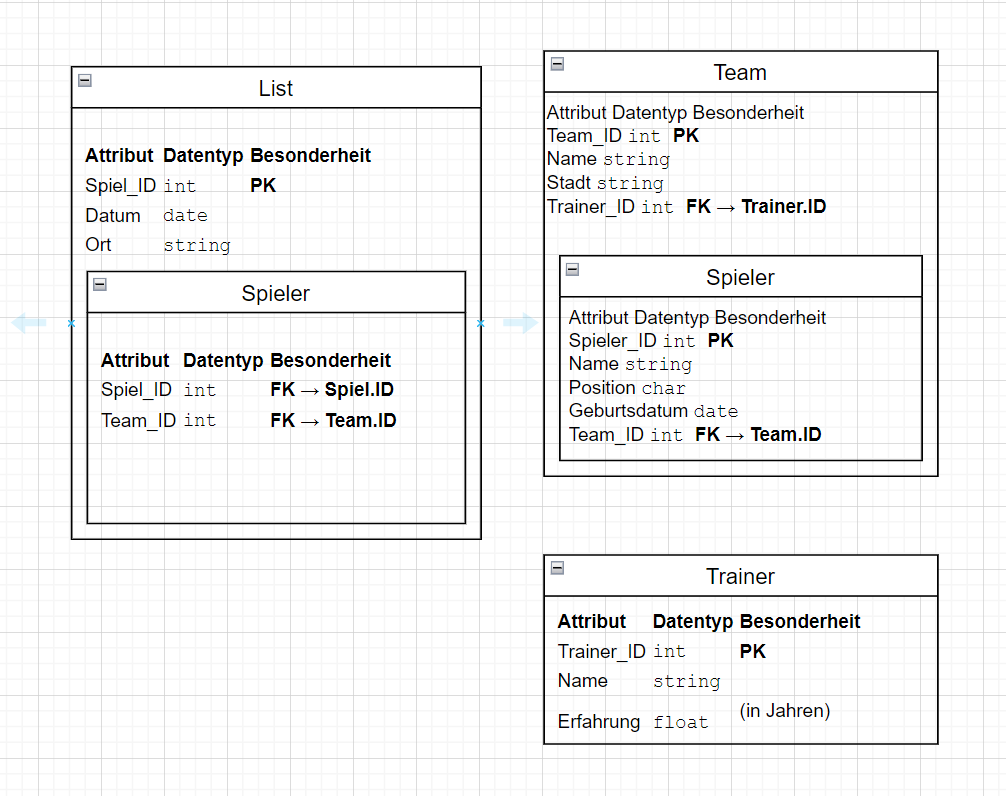 List
Attribut Datentyp Besonderheit
Spiel_ID int PK
Datum date
Ort string
Spieler
Attribut Datentyp Besonderheit
Spiel_ID int FK → Spiel.ID
Team_ID int FK → Team.ID
Team
Attribut Datentyp Besonderheit
Team_ID int PK
Name string
Stadt string
Trainer_ID int FK → Trainer.ID
Spieler
Attribut Datentyp Besonderheit
Spieler_ID int PK
Name string
Position char
Geburtsdatum date
Team_ID int FK → Team.ID
Trainer
Attribut Datentyp Besonderheit
Trainer_ID int PK
Name string
Erfahrung float (in Jahren)